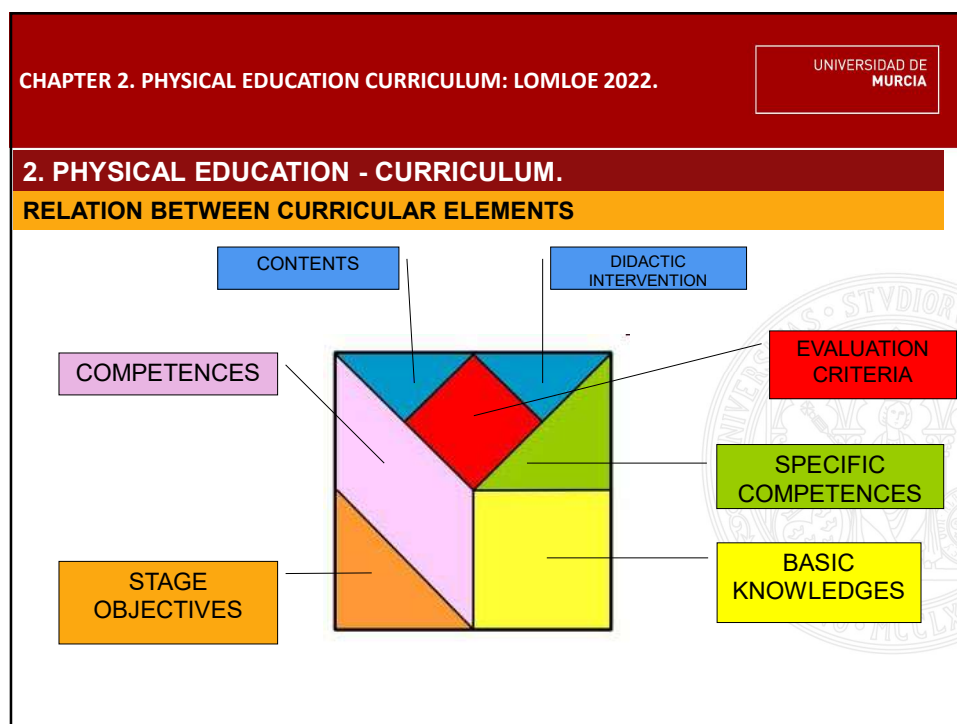 CHAPTER 2. PHYSICAL EDUCATION CURRICULUM: LOMLOE 2022.
UNIVERSIDAD DE
MURCIA
2. PHYSICAL EDUCATION - CURRICULUM.
RELATION BETWEEN CURRICULAR ELEMENTS
CONTENTS
DIDACTIC
INTERVENTION
-
COMPETENCES
EVALUATION
CRITERIA
SPECIFIC
COMPETENCES
STAGE
OBJECTIVES
BASIC
KNOWLEDGES